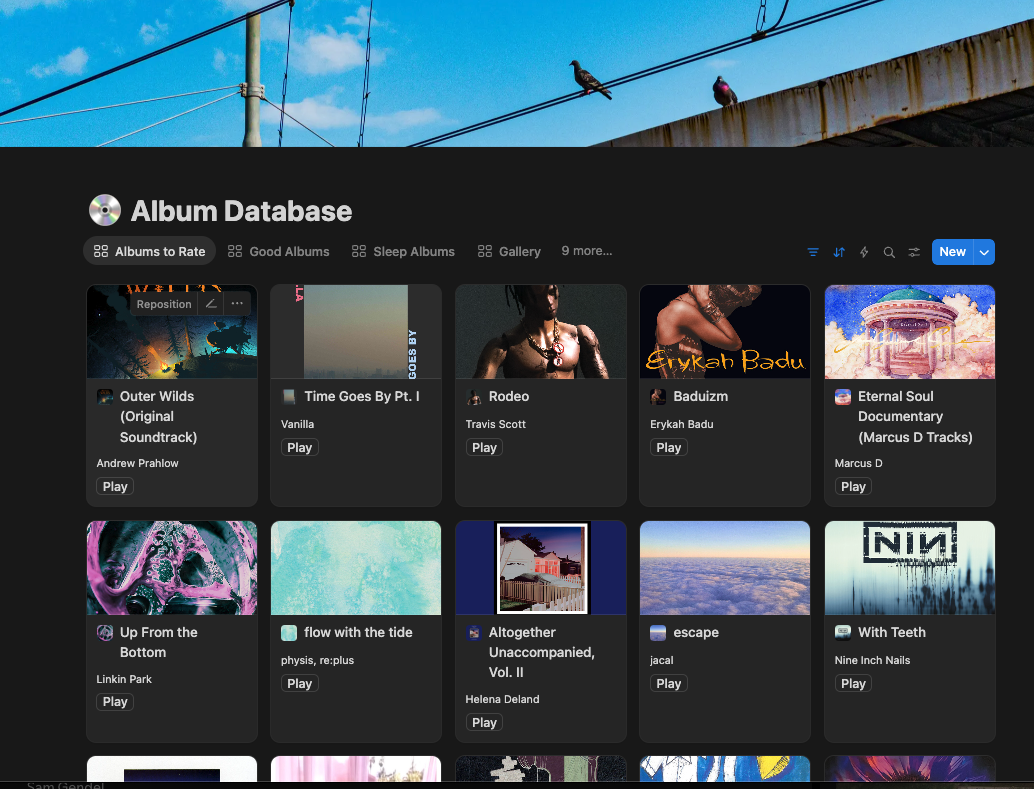 Album Database
Albums to Rate Good Albums Sleep Albums Gallery 9 more... New
Reposition
LA
GOES BY
Erykah Badu
Outer Wilds
(Original
Soundtrack)
Andrew Prahlow
Play
Time Goes By Pt. I
Vanilla
Play
Rodeo
Travis Scott
Play
Baduizm
Erykah Badu
Play
Eternal Soul
Documentary
(Marcus D Tracks)
Marcus D
Play
NIN
Up From the
Bottom
Linkin Park
Play
flow with the tide
physis, re:plus
Play
Altogether
Unaccompanied,
Vol. II
Helena Deland
Play
escape
jacal
Play
With Teeth
Nine Inch Nails
Play
Sam Gendel